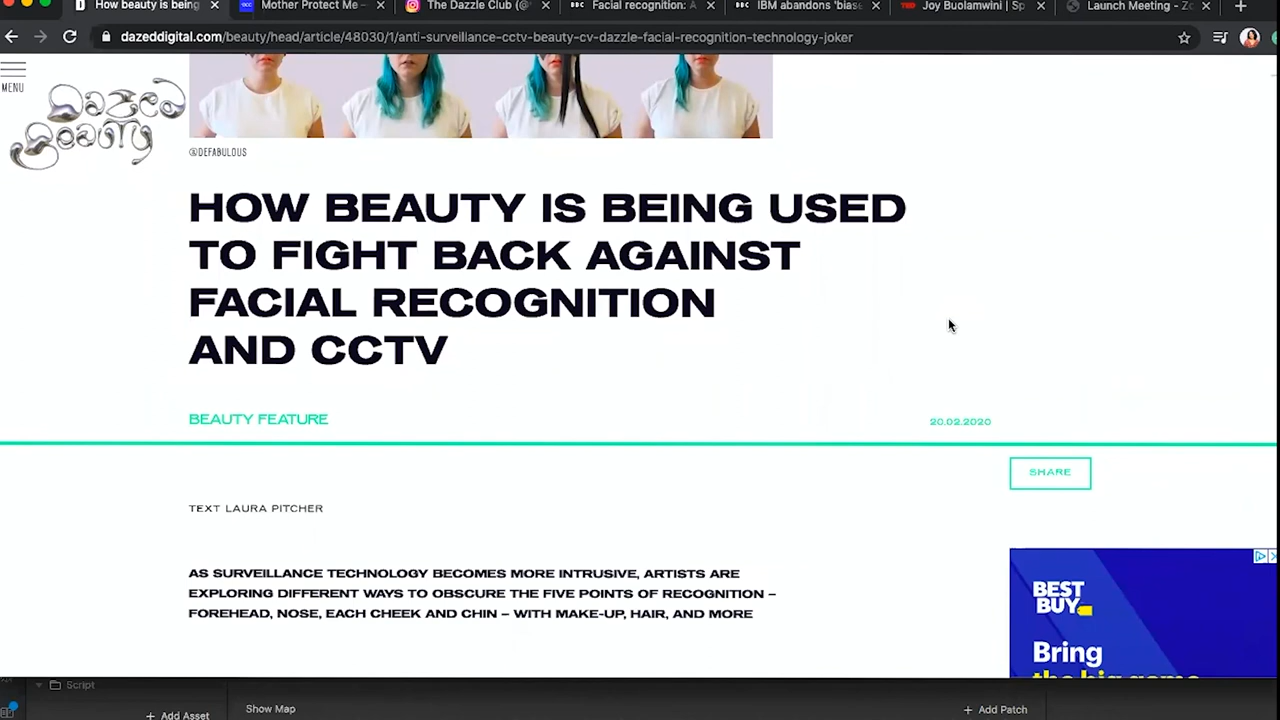 How beauty is being
Mother Protect Me –
The Dazzle Club (@
BBC
Facial recognition: A
BBC
IBM abandons 'biase
TED
Joy Buolamwini | Sp
Launch Meeting - Zo
dazeddigital.com/beauty/head/article/48030/1/anti-surveillance-cctv-beauty-cv-dazzle-facial-recognition-technology-joker
MENU
Dazed
Beauty
@DEFABULOUS
HOW BEAUTY IS BEING USED
TO FIGHT BACK AGAINST
FACIAL RECOGNITION
AND CCTV
BEAUTY FEATURE
20.02.2020
SHARE
TEXT LAURA PITCHER
AS SURVEILLANCE TECHNOLOGY BECOMES MORE INTRUSIVE, ARTISTS ARE
EXPLORING DIFFERENT WAYS TO OBSCURE THE FIVE POINTS OF RECOGNITION –
FOREHEAD, NOSE, EACH CHEEK AND CHIN – WITH MAKE-UP, HAIR, AND MORE
BEST
BUY
Bring
the big game
Script
+ Add Asset
Show Map
+ Add Patch